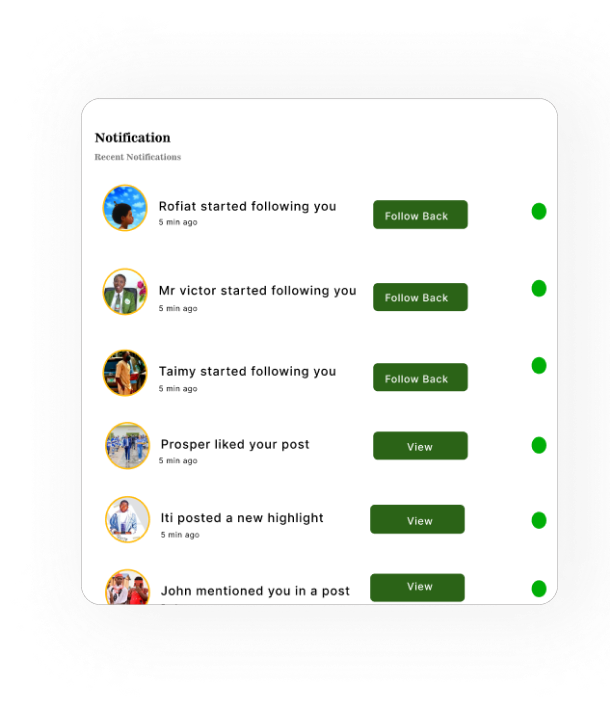 Notification
Recent Notifications
Rofiat started following you
5 min ago
Follow Back
Mr victor started following you
5 min ago
Follow Back
Taimy started following you
5 min ago
Follow Back
Prosper liked your post
5 min ago
View
Iti posted a new highlight
5 min ago
View
John mentioned you in a post
View